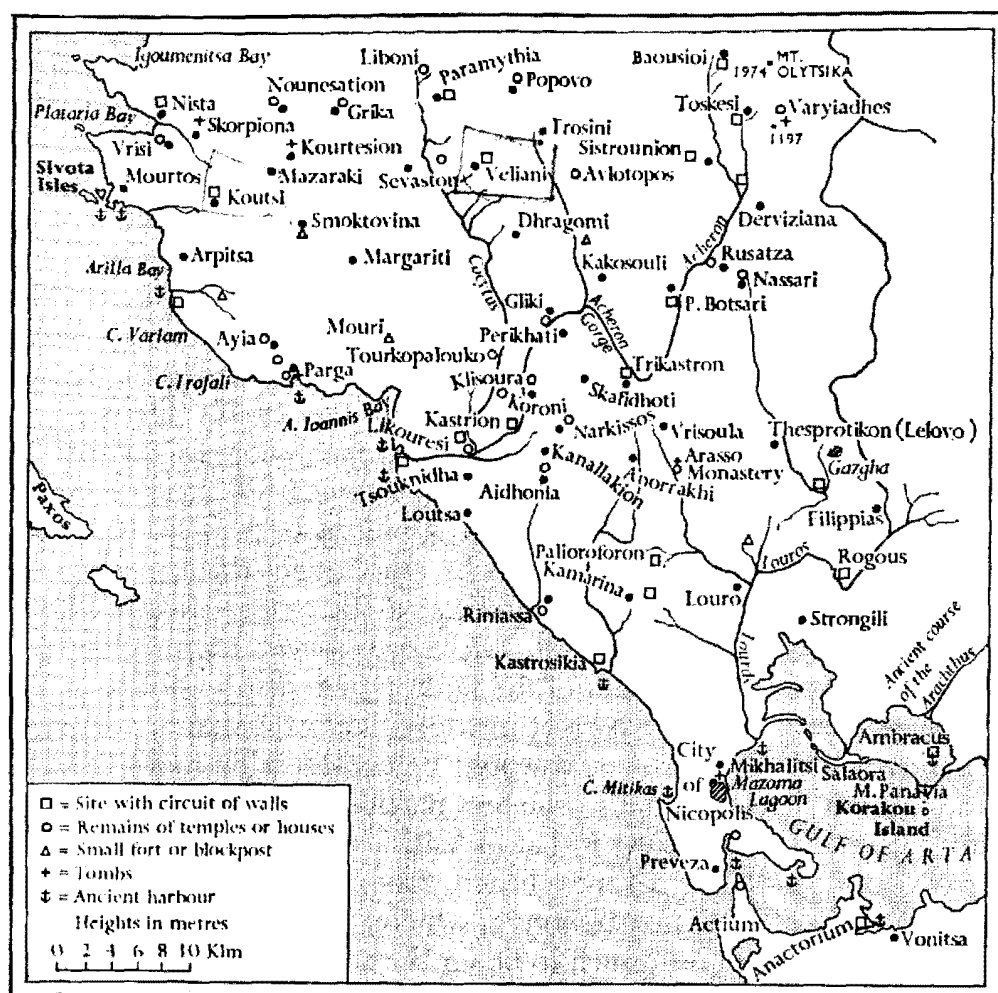 Igoumenitsa Bay
Liboni
Paramythia
Popovo
Baousioi
1974
MT. OLYTSIKA
Nounesation
Plataria Bay
Nista
Grika
Toskesi
Varyiadhes
1197
Skorpiona
Vrisi
Kourtesion
Frosini
Sistrounion
Sivota
Isles
Mourtos
Koutsi
Mazaraki
Sevaston
Veliani
Avlotopos
Derviziana
Smoktovina
Dhragomi
Arpitsa
Margariti
Cocytus
Kakosouli
Acheron
Rusatza
Nassari
Arilla Bay
P. Botsari
Gliki
Acheron
Gorge
C. Varlam
Ayia
Mouri
Perikhati
Tourkopalouko
Trikastron
C. Trofali
Parga
Klisoura
Skafidhoti
A. Ioannis Bay
Koroni
Kastrion
Narkissos
Vrisoula
Thesprotikon (Lelovo)
Likouresi
Kanallakion
Arasso
Monastery
Gazgha
Paxos
Tsouknidha
Aidhonia
Anorrakhi
Loutsa
Filippias
Palioroforon
Louros
Rogous
Kamarina
Louro
Riniassa
Strongili
Kastrosikia
Louros
Ancient course
of the
Arachthus
Ambracus
City
of
Nicopolis
Mikhalitsi
Mazoma
Lagoon
Salaora
C. Mitikas
M. Panayia
Korakou
Island
GULF OF ARTA
Preveza
Actium
Anactorium
Vonitsa
= Site with circuit of walls
= Remains of temples or houses
= Small fort or blockpost
= Tombs
= Ancient harbour
Heights in metres
0 2 4 6 8 10 Klm